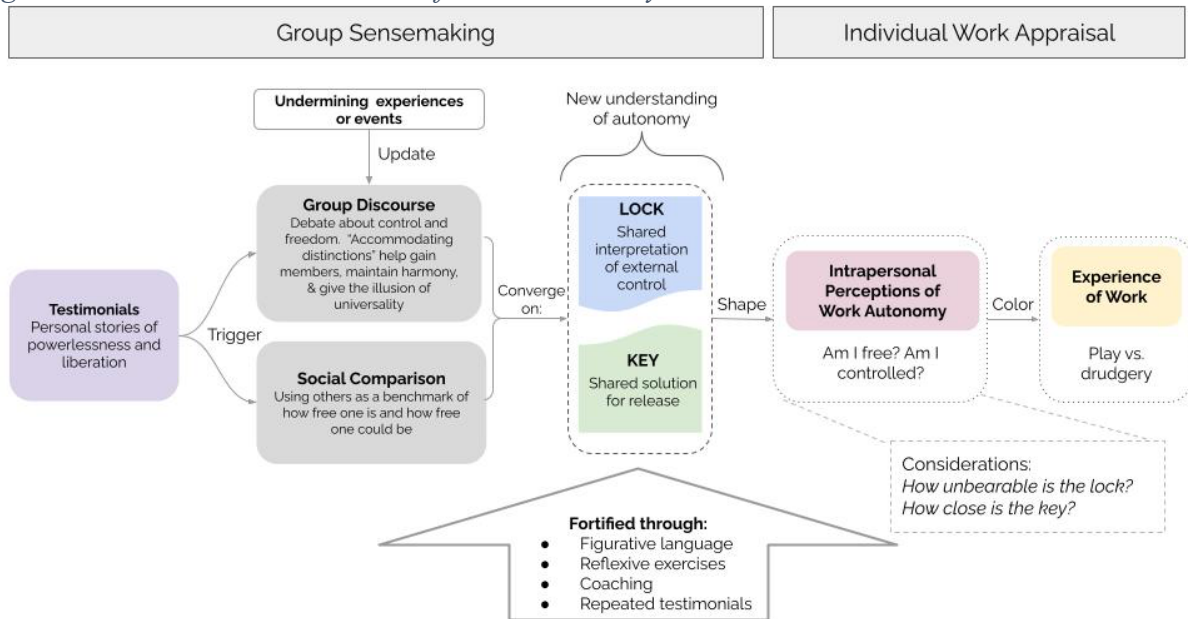 Group Sensemaking
Individual Work Appraisal
Undermining experiences
or events
Update
New understanding
of autonomy
Group Discourse
Debate about control and
freedom. "Accommodating
distinctions" help gain
members, maintain harmony,
& give the illusion of
universality
Testimonials
Personal stories of
powerlessness and
liberation
Trigger
Social Comparison
Using others as a benchmark of
how free one is and how free
one could be
Converge
on:
LOCK
Shared
interpretation
of external
control
KEY
Shared solution
for release
Shape
Intrapersonal
Perceptions of
Work Autonomy
Am I free? Am I
controlled?
Color
Experience
of Work
Play vs.
drudgery
Considerations:
How unbearable is the lock?
How close is the key?
Fortified through:
● Figurative language
● Reflexive exercises
● Coaching
● Repeated testimonials